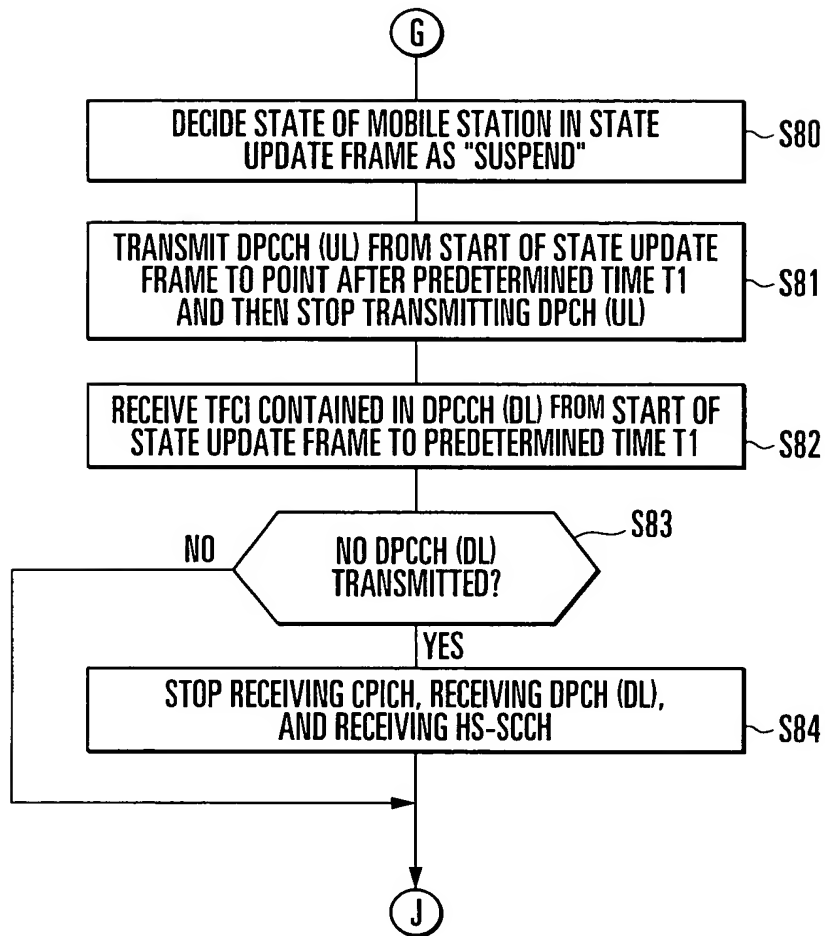 G
DECIDE STATE OF MOBILE STATION IN STATE
UPDATE FRAME AS "SUSPEND"
S80
TRANSMIT DPCCH (UL) FROM START OF STATE UPDATE
FRAME TO POINT AFTER PREDETERMINED TIME T1
AND THEN STOP TRANSMITTING DPCH (UL)
S81
RECEIVE TFCI CONTAINED IN DPCCH (DL) FROM START OF
STATE UPDATE FRAME TO PREDETERMINED TIME T1
S82
S83
NO
NO DPCCH (DL)
TRANSMITTED?
YES
STOP RECEIVING CPICH, RECEIVING DPCH (DL),
AND RECEIVING HS-SCCH
S84
J